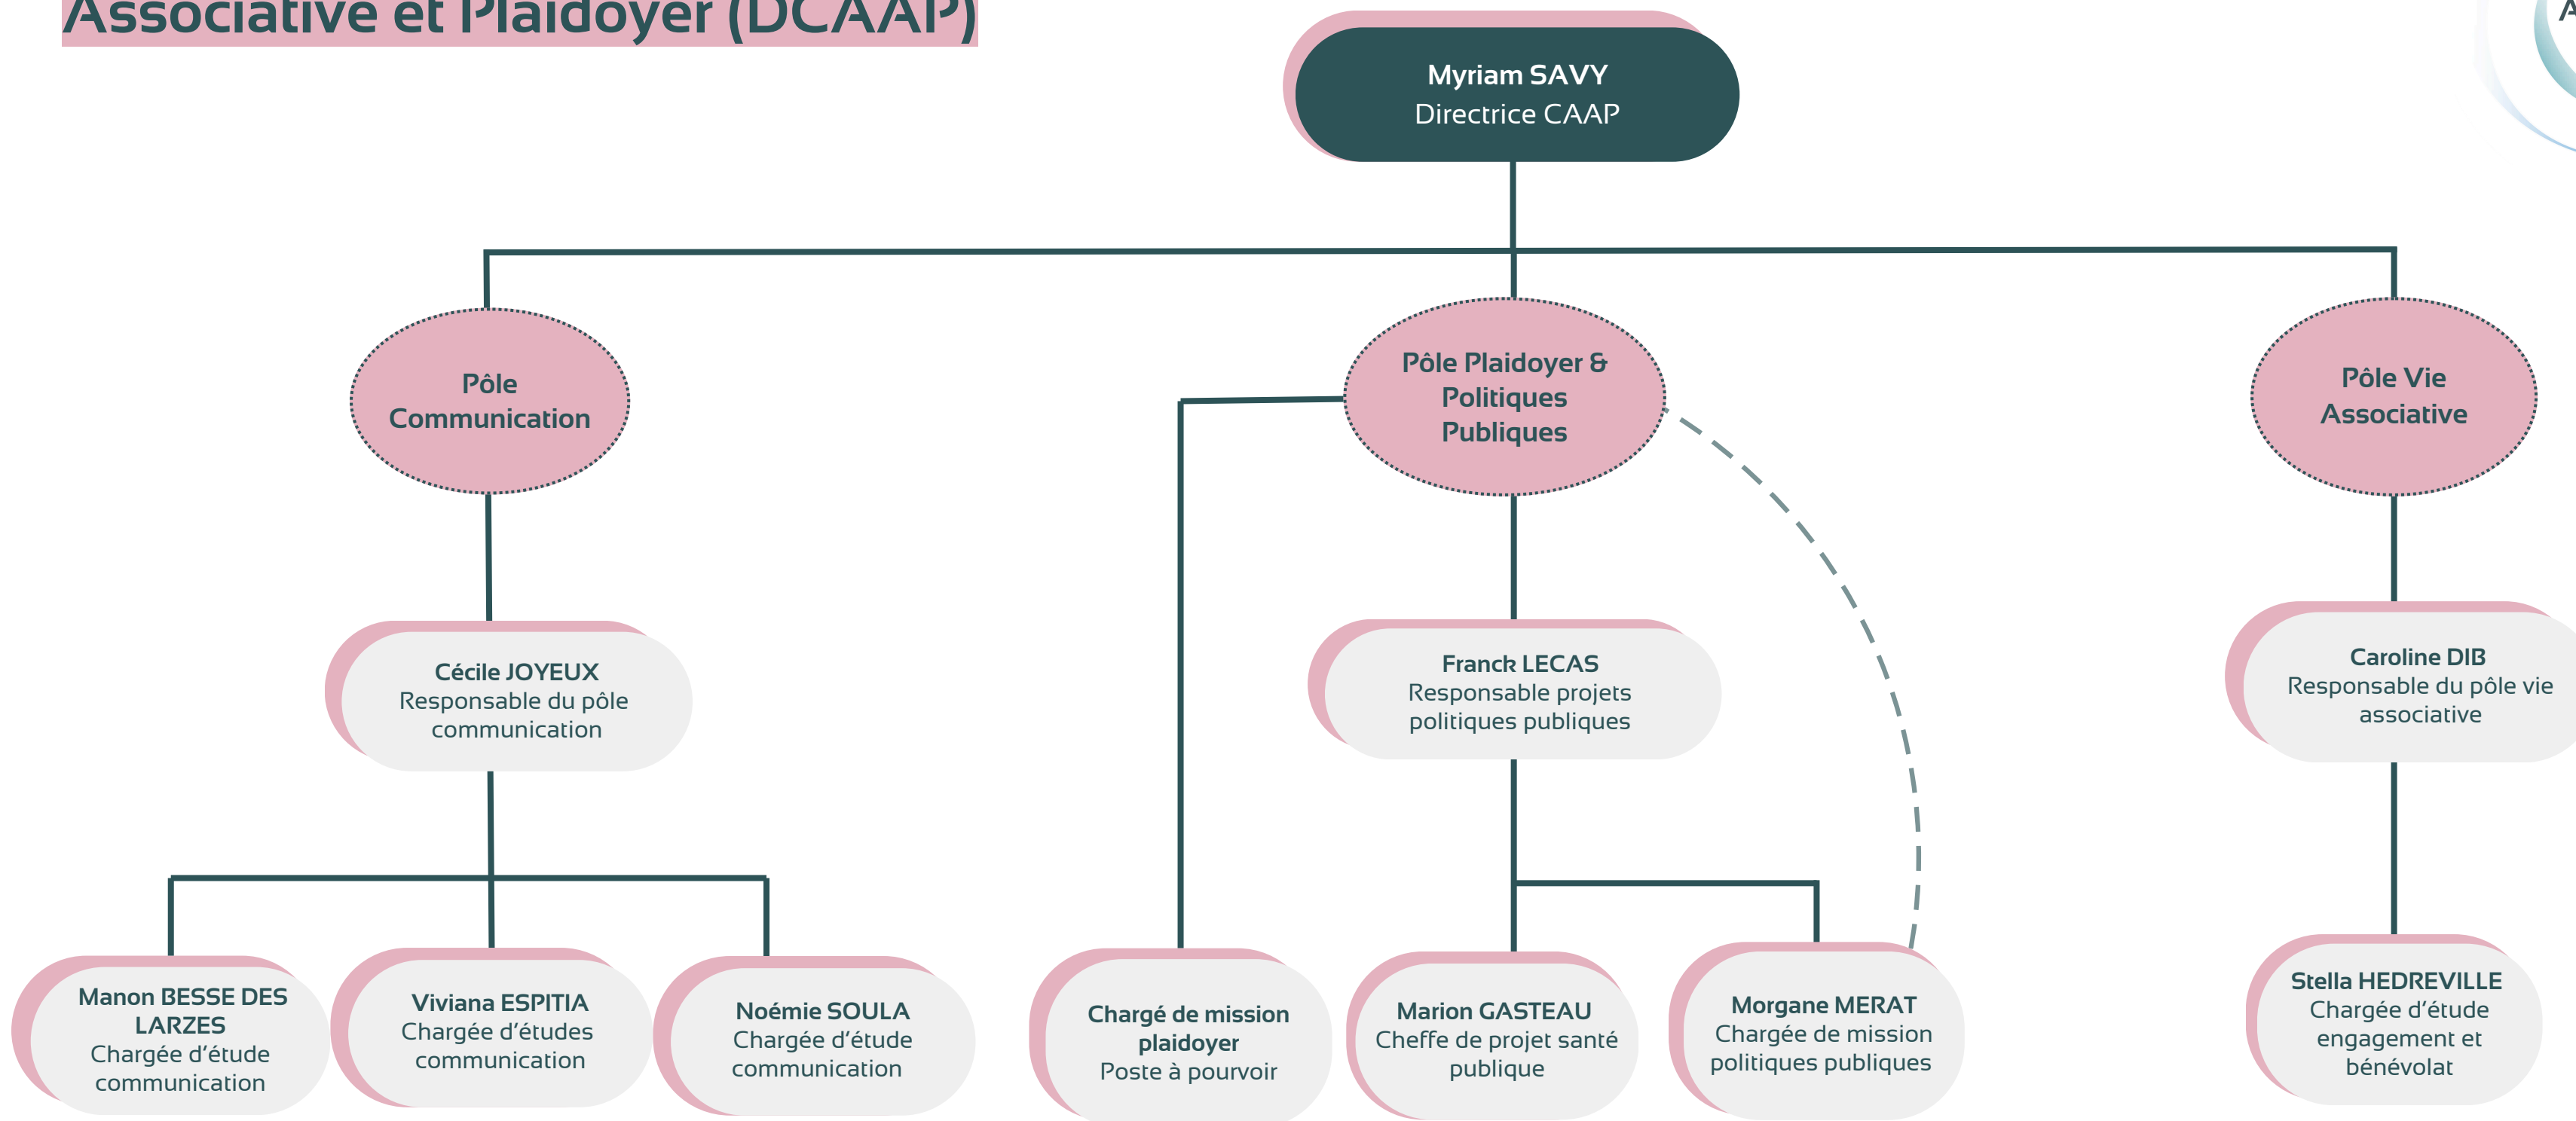 Associative et Plaidoyer (DCAAP)
Myriam SAVY
Directrice CAAP
Pôle
Communication
Pôle Plaidoyer &
Politiques
Publiques
Pôle Vie
Associative
Cécile JOYEUX
Responsable du pôle
communication
Franck LECAS
Responsable projets
politiques publiques
Caroline DIB
Responsable du pôle vie
associative
Manon BESSE DES
LARZES
Chargée d'étude
communication
Viviana ESPITIA
Chargée d'études
communication
Noémie SOULA
Chargée d'étude
communication
Chargé de mission
plaidoyer
Poste à pourvoir
Marion GASTEAU
Cheffe de projet santé
publique
Morgane MERAT
Chargée de mission
politiques publiques
Stella HEDREVILLE
Chargée d'étude
engagement et
bénévolat